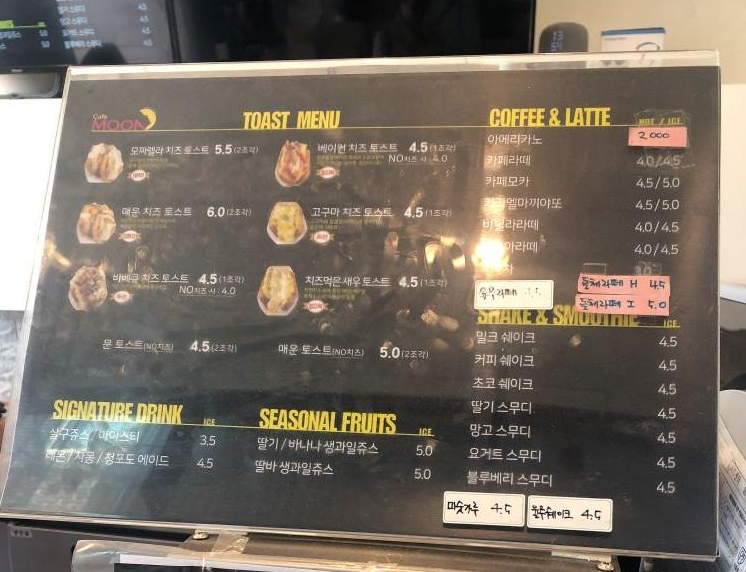 Cafe MOON
TOAST MENU
모짜렐라 치즈 토스트 5.5 (2조각)
베이컨 치즈 토스트 4.5 (1조각)
NO치즈 시 4.0
매운 치즈 토스트 6.0 (2조각)
고구마 치즈 토스트 4.5 (1조각)
바베큐 치즈 토스트 4.5 (1조각)
NO치즈 시 4.0
치즈먹은 새우 토스트 4.5 (1조각)
문 토스트(NO치즈) 4.5 (2조각)
매운 토스트(NO치즈) 5.0 (2조각)
COFFEE & LATTE HOT / ICE
아메리카노 2000
카페라떼 4.0 / 4.5
카페모카 4.5 / 5.0
카라멜마끼야또 4.5 / 5.0
바닐라라떼 4.0 / 4.5
라떼 4.0 / 4.5
차
돌체라떼 H 4.5
돌체라떼 I 5.0
SHAKE & SMOOTHIE ICE
밀크 쉐이크 4.5
커피 쉐이크 4.5
초코 쉐이크 4.5
딸기 스무디 4.5
망고 스무디 4.5
요거트 스무디 4.5
블루베리 스무디 4.5
4.5
4.5
SIGNATURE DRINK ICE
살구쥬스 / 아이스티 3.5
레몬 / 자몽 / 청포도 에이드 4.5
SEASONAL FRUITS ICE
딸기 / 바나나 생과일쥬스 5.0
딸바 생과일쥬스 5.0